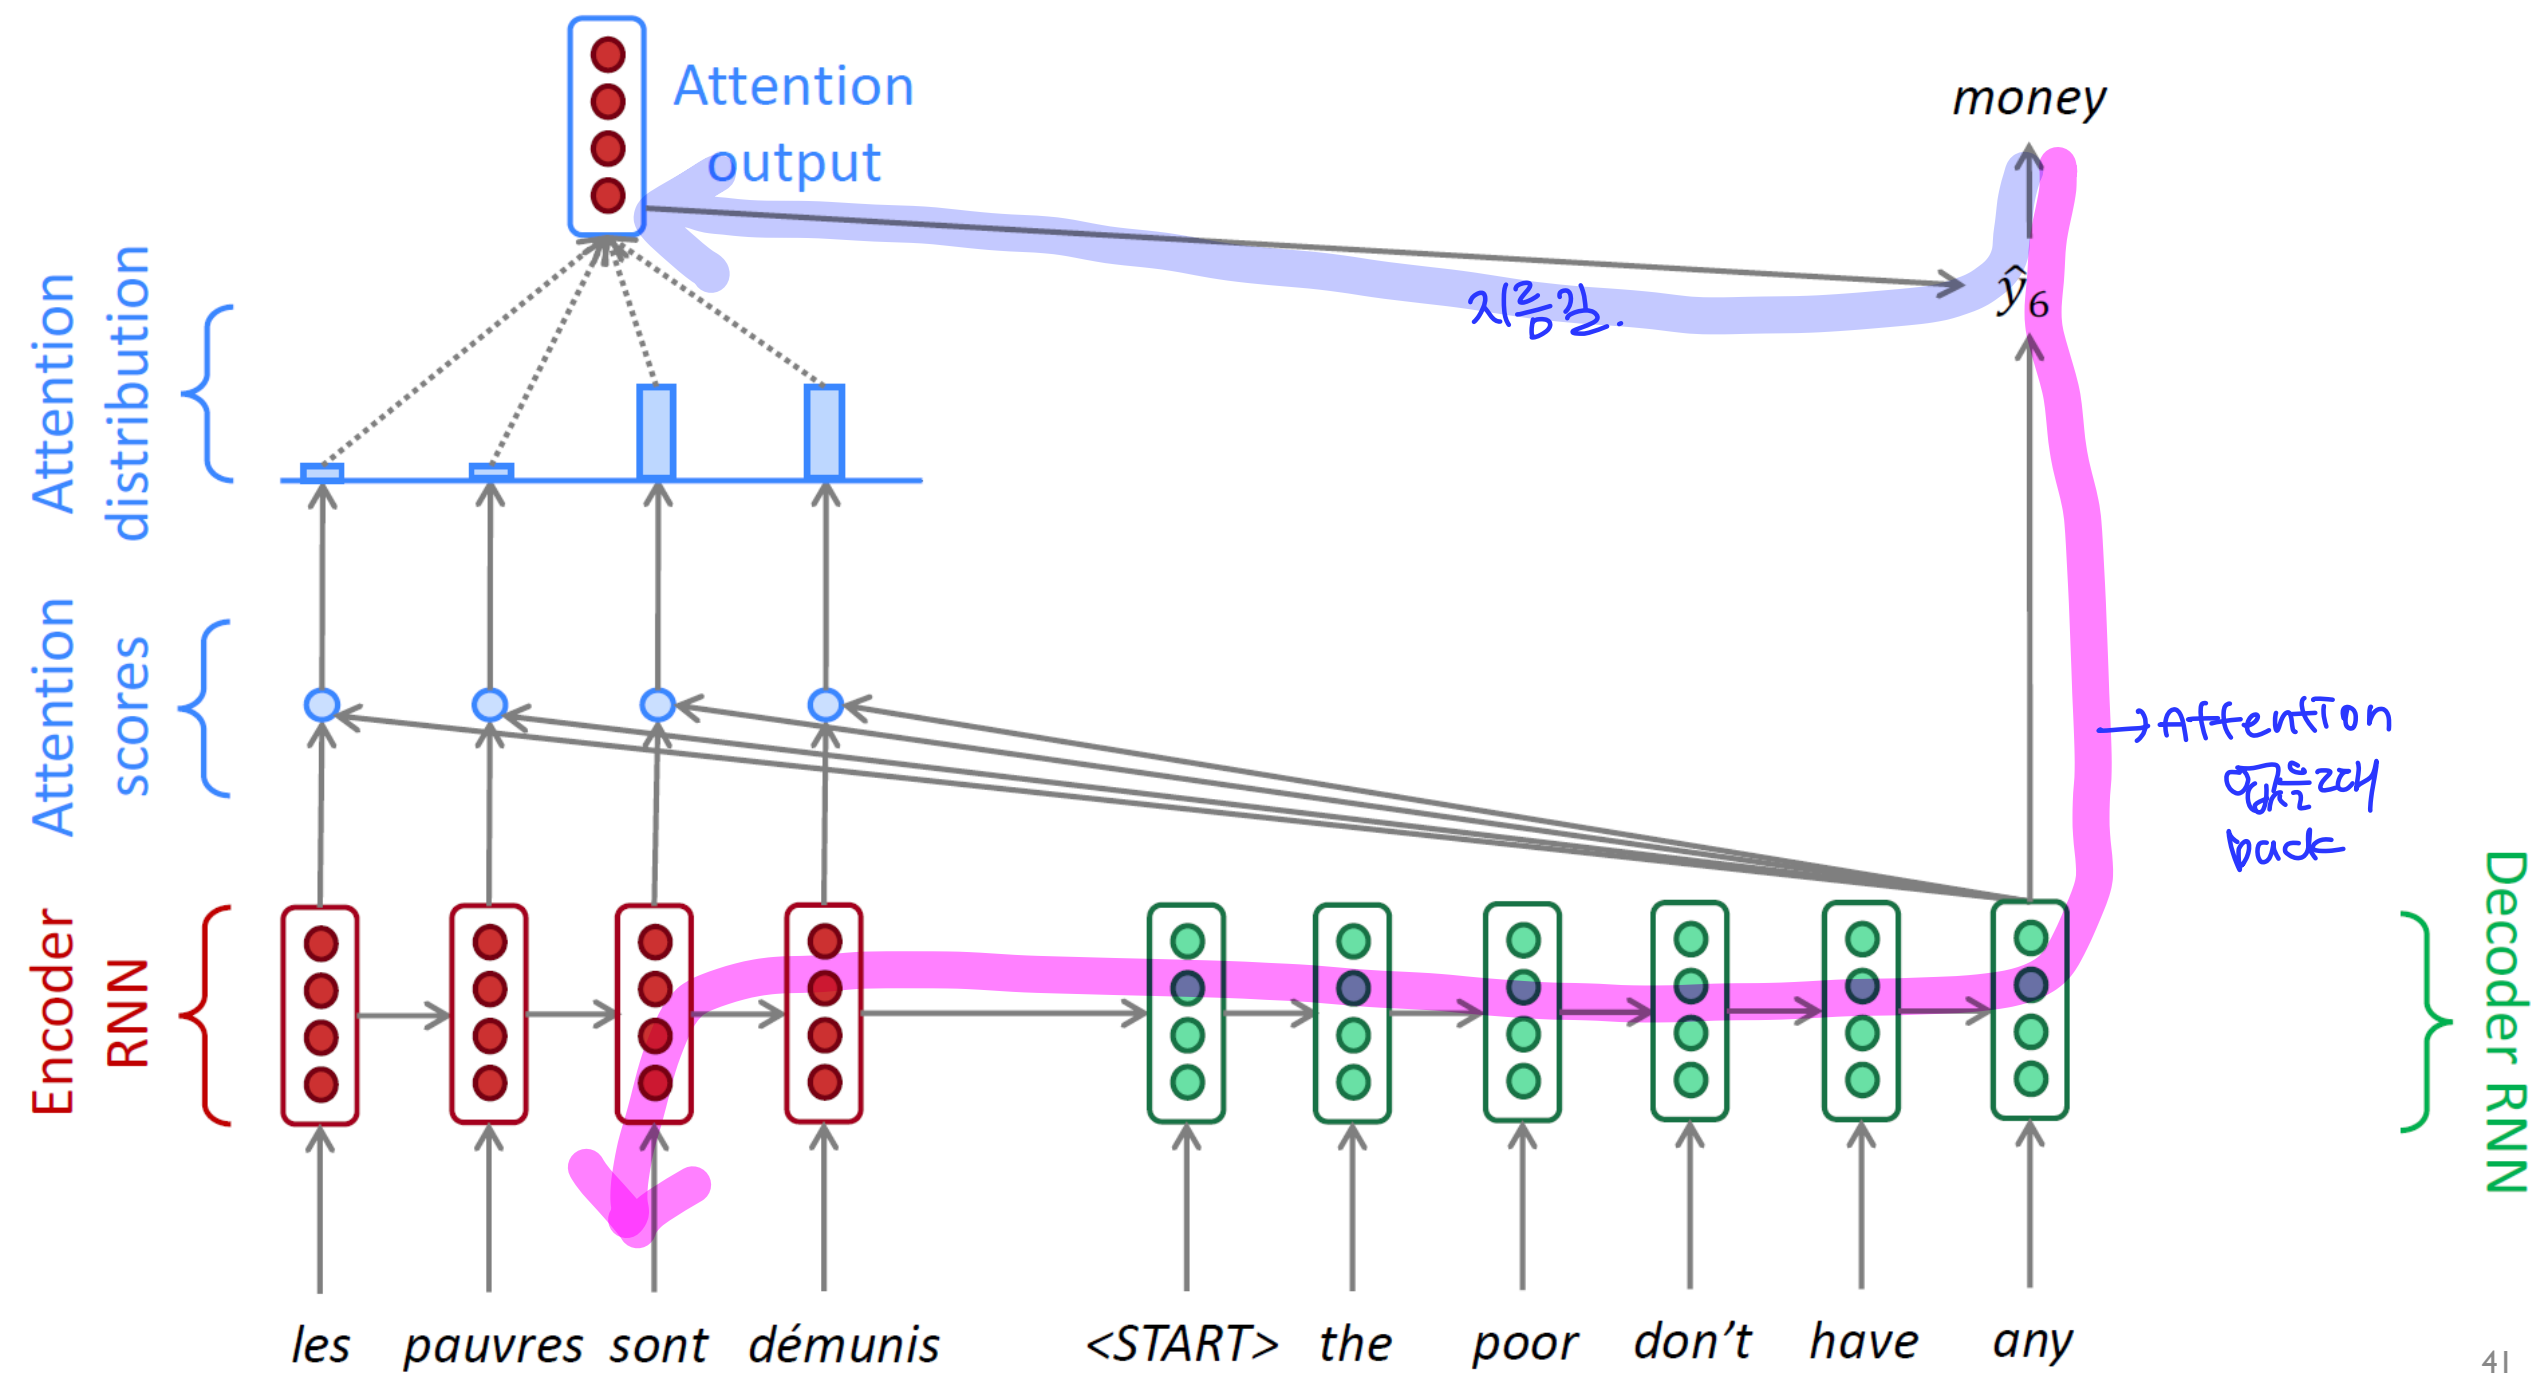 Attention
output
money
ŷ6
지름길.
Attention
distribution
Attention
scores
→ Attention
없을 때
back
Encoder
RNN
Decoder RNN
les pauvres sont démunis <START> the poor don't have any
41